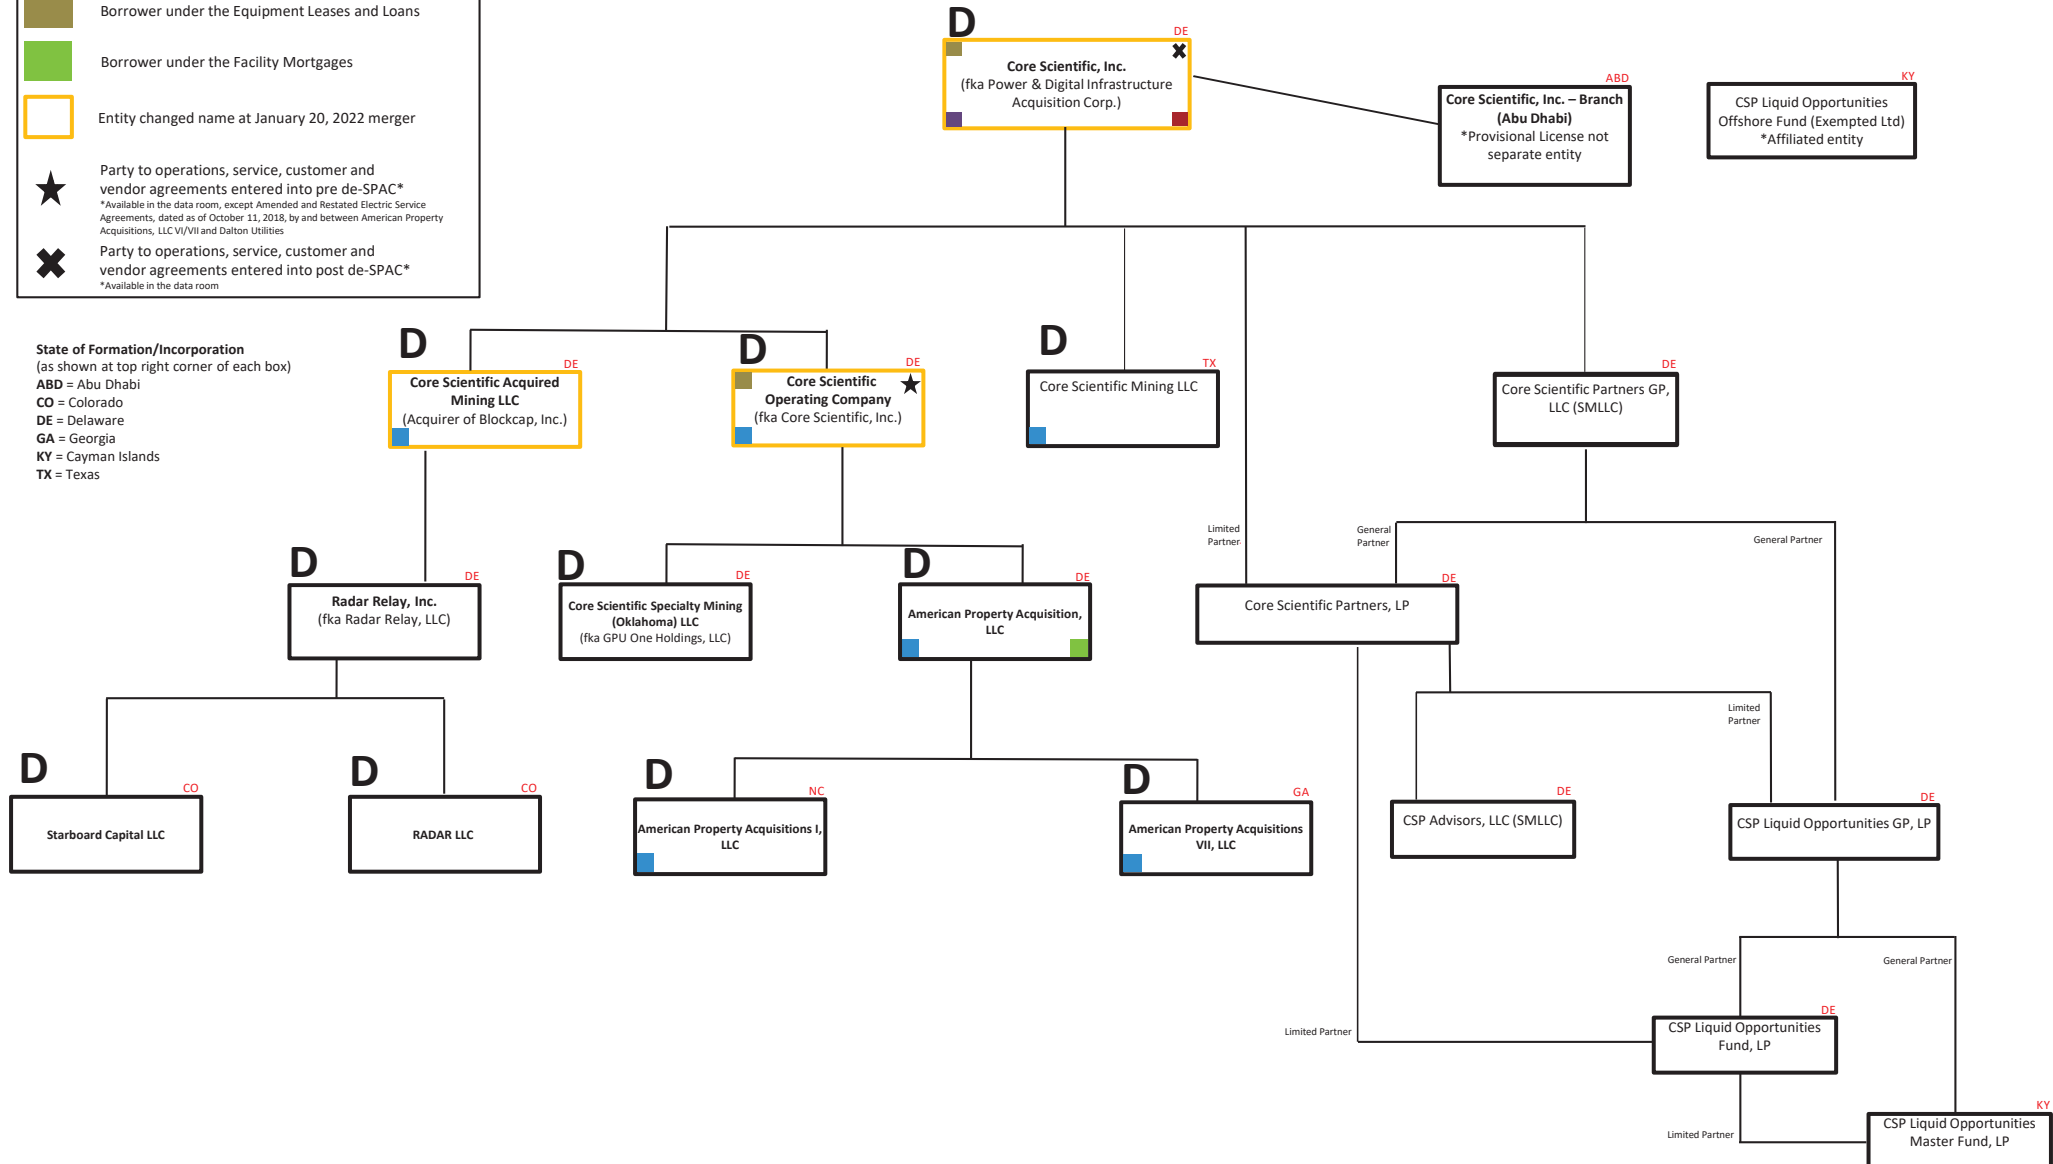 Borrower under the Equipment Leases and Loans
Borrower under the Facility Mortgages
Entity changed name at January 20, 2022 merger
Party to operations, service, customer and
vendor agreements entered into pre de-SPAC*
*Available in the data room, except Amended and Restated Electric Service
Agreements, dated as of October 11, 2018, by and between American Property
Acquisitions, LLC VI/VII and Dalton Utilities
Party to operations, service, customer and
vendor agreements entered into post de-SPAC*
*Available in the data room
State of Formation/Incorporation
(as shown at top right corner of each box)
ABD = Abu Dhabi
CO = Colorado
DE = Delaware
GA = Georgia
KY = Cayman Islands
TX = Texas
D
DE
Core Scientific, Inc.
(fka Power & Digital Infrastructure
Acquisition Corp.)
ABD
Core Scientific, Inc. – Branch
(Abu Dhabi)
*Provisional License not
separate entity
KY
CSP Liquid Opportunities
Offshore Fund (Exempted Ltd)
*Affiliated entity
D
DE
Core Scientific Acquired
Mining LLC
(Acquirer of Blockcap, Inc.)
D
DE
Core Scientific
Operating Company
(fka Core Scientific, Inc.)
D
TX
Core Scientific Mining LLC
DE
Core Scientific Partners GP,
LLC (SMLLC)
Limited
Partner
General
Partner
General Partner
D
DE
Radar Relay, Inc.
(fka Radar Relay, LLC)
D
DE
Core Scientific Specialty Mining
(Oklahoma) LLC
(fka GPU One Holdings, LLC)
D
DE
American Property Acquisition,
LLC
DE
Core Scientific Partners, LP
Limited
Partner
D
CO
Starboard Capital LLC
D
CO
RADAR LLC
D
NC
American Property Acquisitions I,
LLC
D
GA
American Property Acquisitions
VII, LLC
DE
CSP Advisors, LLC (SMLLC)
DE
CSP Liquid Opportunities GP, LP
General Partner
General Partner
Limited Partner
DE
CSP Liquid Opportunities
Fund, LP
Limited Partner
KY
CSP Liquid Opportunities
Master Fund, LP